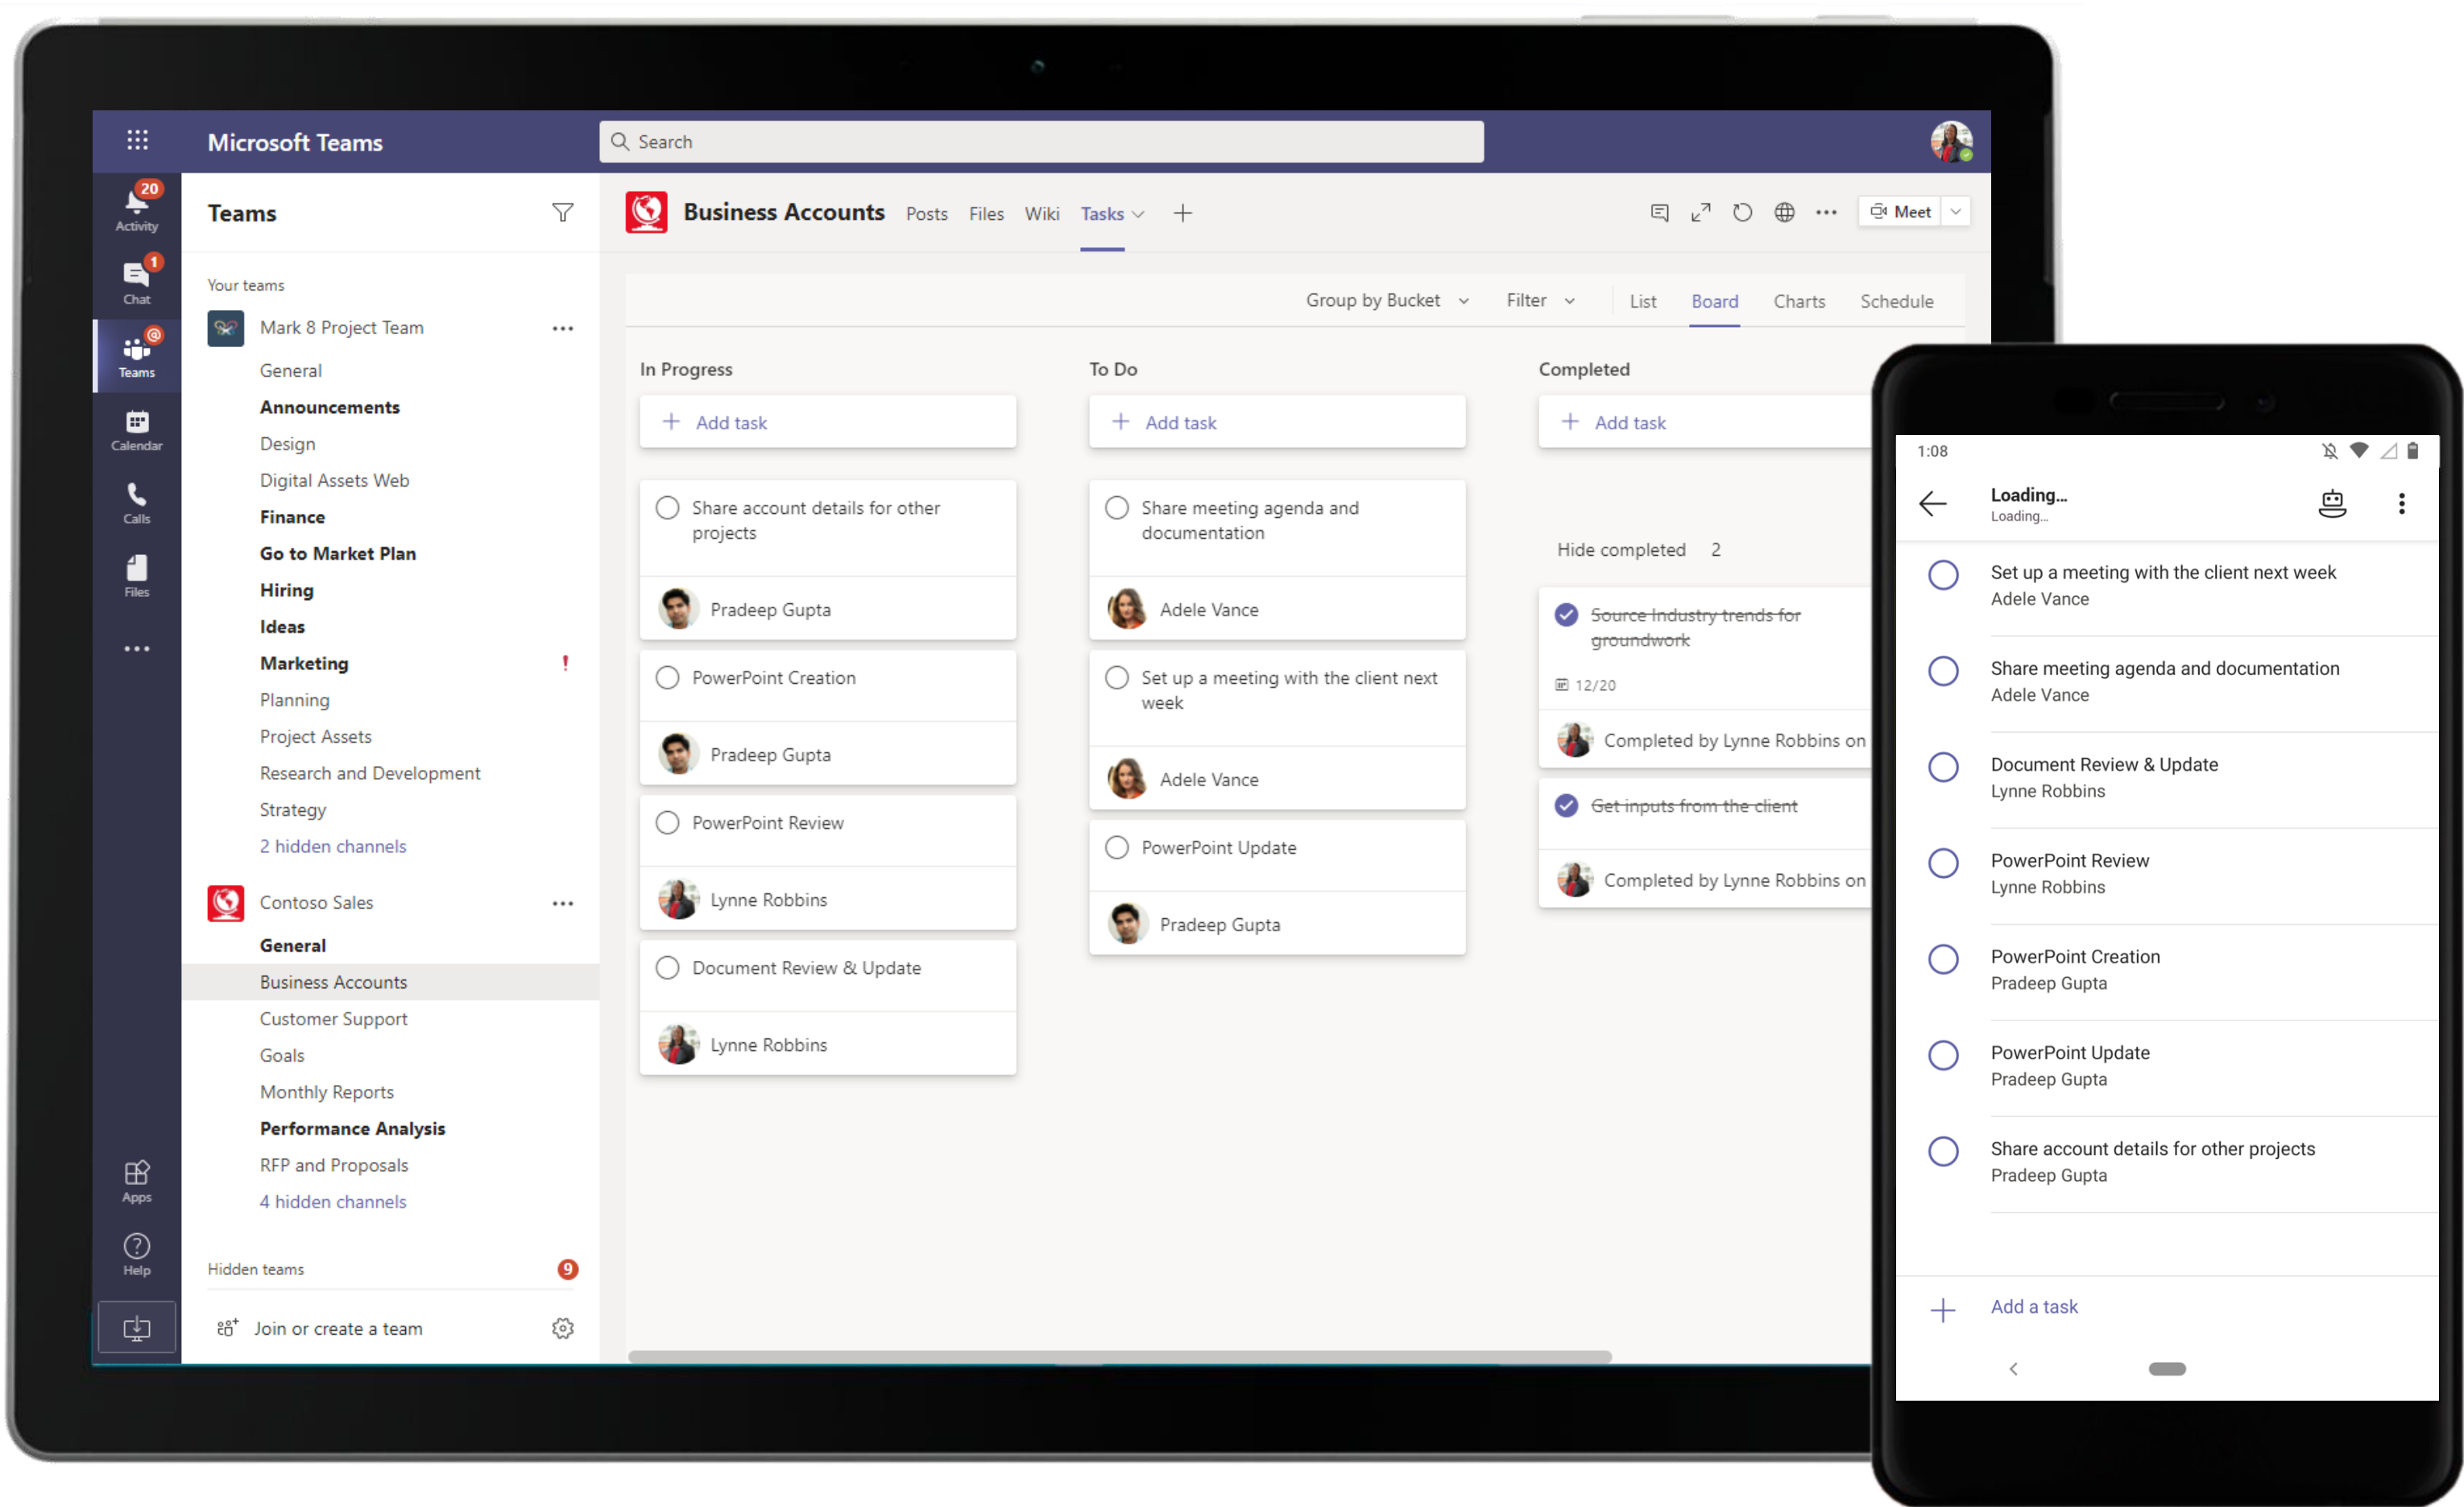 Microsoft Teams
Search
20
Activity
1
Chat
@
Teams
Calendar
Calls
Files
Apps
Help
Teams
Your teams
Mark 8 Project Team
General
Announcements
Design
Digital Assets Web
Finance
Go to Market Plan
Hiring
Ideas
Marketing
!
Planning
Project Assets
Research and Development
Strategy
2 hidden channels
Contoso Sales
General
Business Accounts
Customer Support
Goals
Monthly Reports
Performance Analysis
RFP and Proposals
4 hidden channels
Hidden teams
9
Join or create a team
Business Accounts Posts Files Wiki Tasks
Meet
Group by Bucket Filter List Board Charts Schedule
In Progress
Add task
Share account details for other
projects
Pradeep Gupta
PowerPoint Creation
Pradeep Gupta
PowerPoint Review
Lynne Robbins
Document Review & Update
Lynne Robbins
To Do
Add task
Share meeting agenda and
documentation
Adele Vance
Set up a meeting with the client next
week
Adele Vance
PowerPoint Update
Pradeep Gupta
Completed
Add task
Hide completed 2
Source Industry trends for
groundwork
12/20
Completed by Lynne Robbins on
Get inputs from the client
Completed by Lynne Robbins on
1:08
Loading...
Loading...
Set up a meeting with the client next week
Adele Vance
Share meeting agenda and documentation
Adele Vance
Document Review & Update
Lynne Robbins
PowerPoint Review
Lynne Robbins
PowerPoint Creation
Pradeep Gupta
PowerPoint Update
Pradeep Gupta
Share account details for other projects
Pradeep Gupta
Add a task